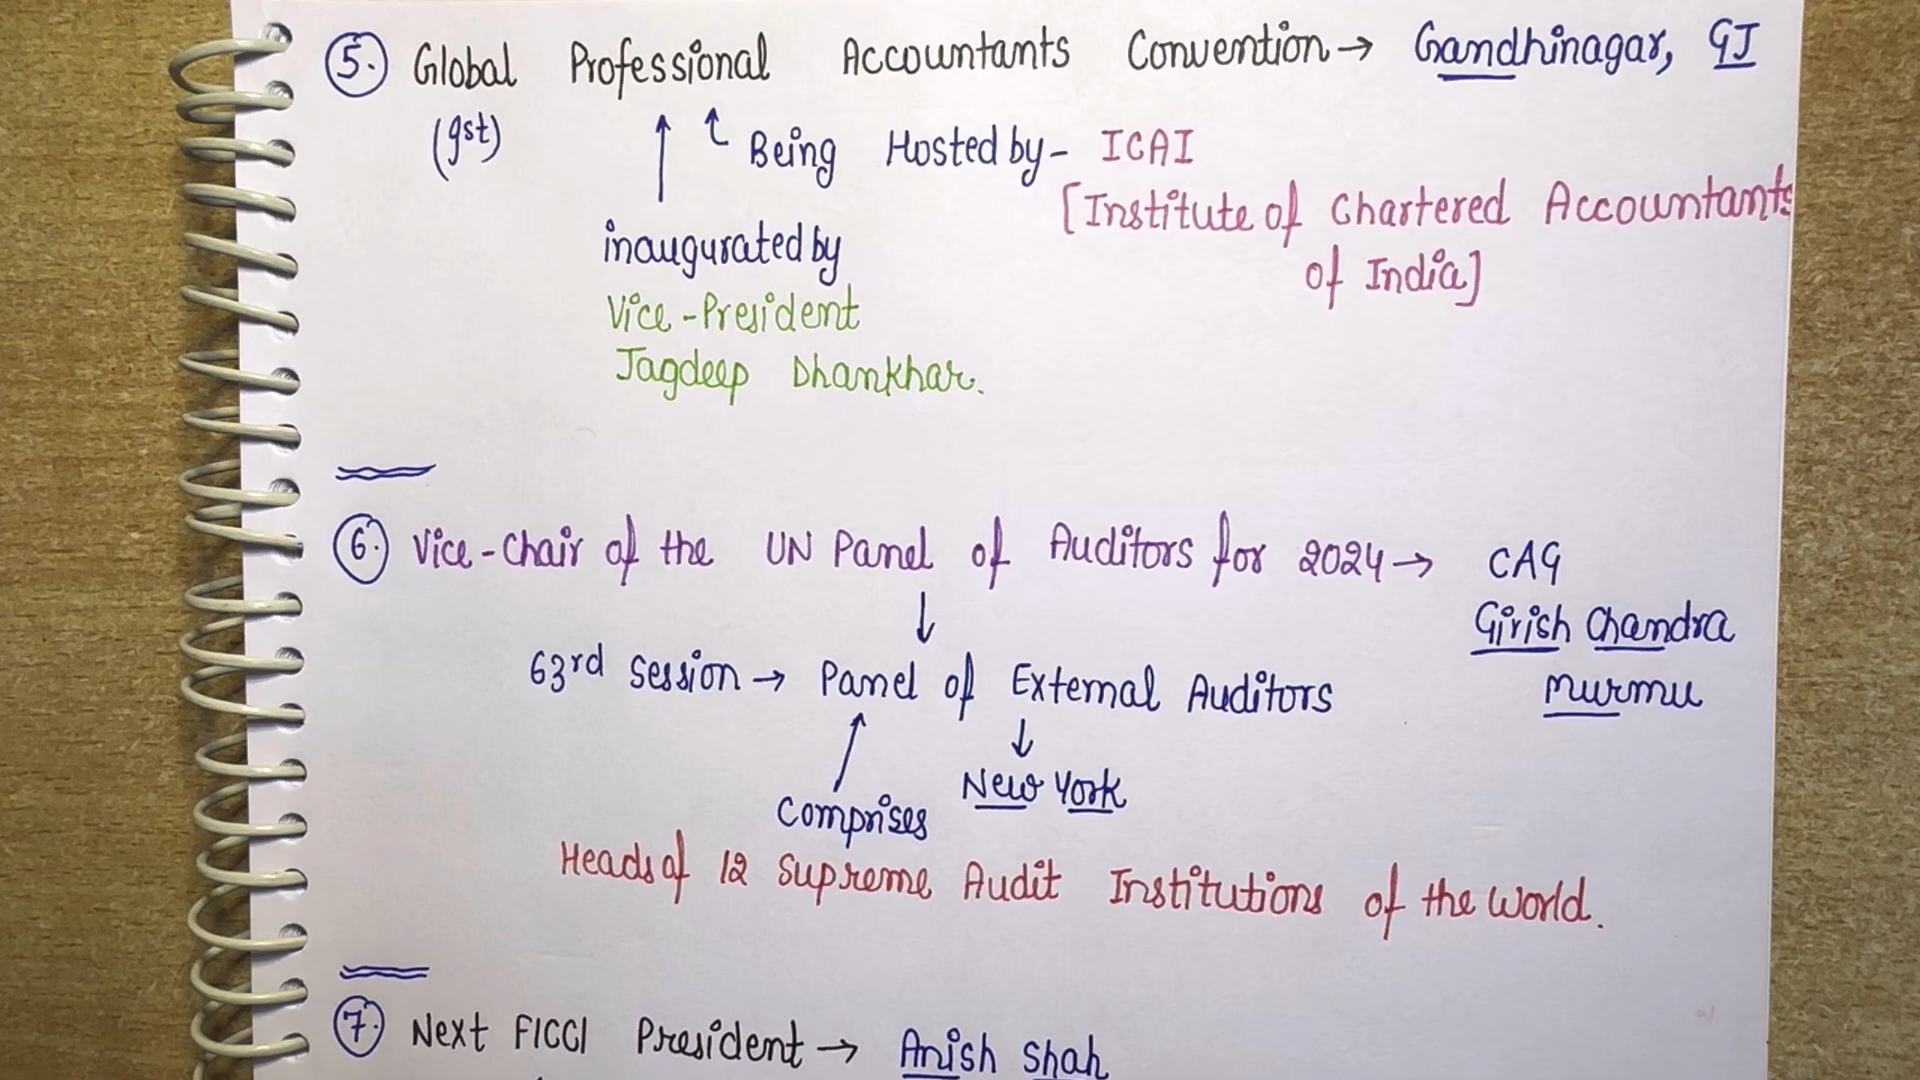 5. Global Professional Accountants Convention → Gandhinagar, GJ
(1st) ↑ Being Hosted by - ICAI
[Institute of Chartered Accountants
of India]
inaugurated by
Vice-President
Jagdeep Dhankhar.
6. Vice-Chair of the UN Panel of Auditors for 2024 → CAG
Girish Chandra
Murmu
63rd Session → Panel of External Auditors
New York
Comprises
Heads of 12 Supreme Audit Institutions of the World.
7. Next FICCI President → Anish Shah